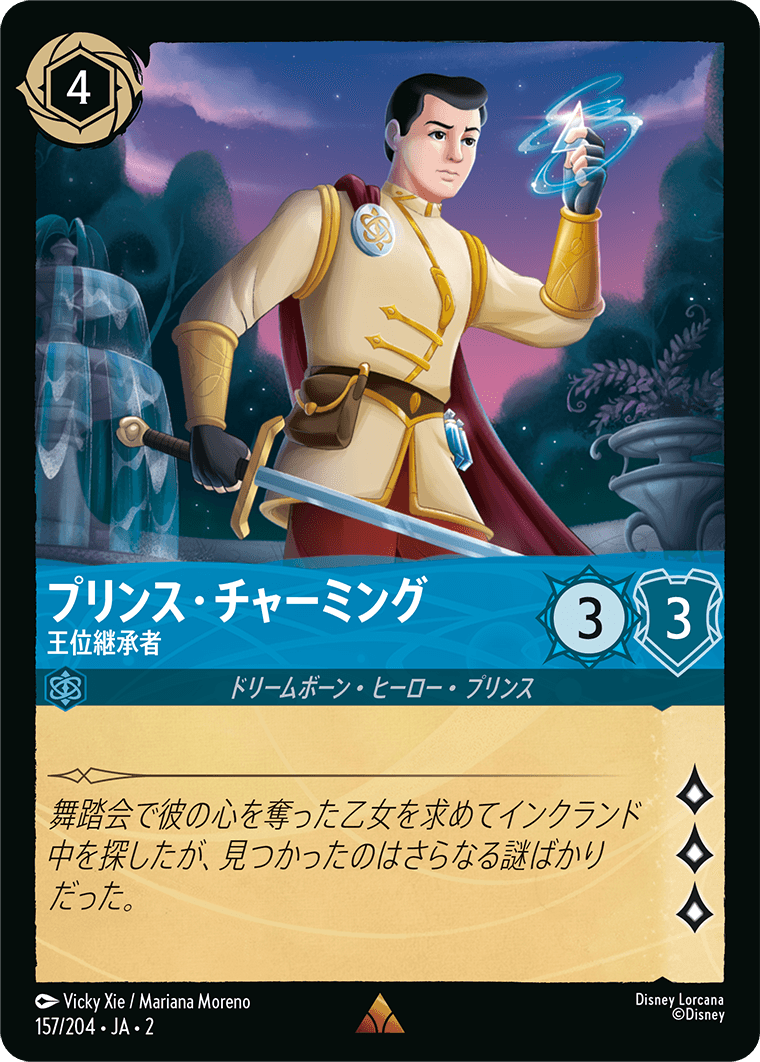 4
プリンス・チャーミング
王位継承者
3
3
ドリームボーン・ヒーロー・プリンス
舞踏会で彼の心を奪った乙女を求めてインクランド
中を探したが、見つかったのはさらなる謎ばかり
だった。
Vicky Xie / Mariana Moreno
157/204・JA・2
Disney Lorcana
©Disney